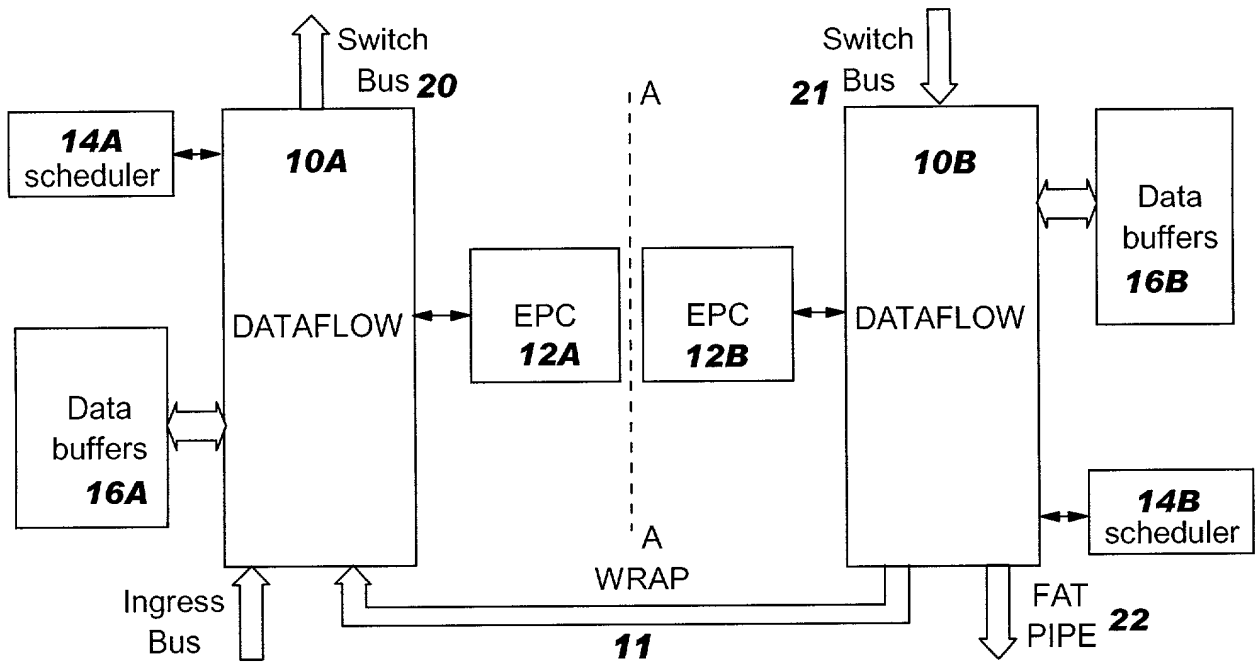 Switch
Bus 20
Switch
21 Bus
A
14A
scheduler
10A
10B
Data
buffers
16B
EPC
12A
EPC
12B
DATAFLOW
DATAFLOW
Data
buffers
16A
14B
scheduler
A
WRAP
Ingress
Bus
11
FAT
PIPE 22